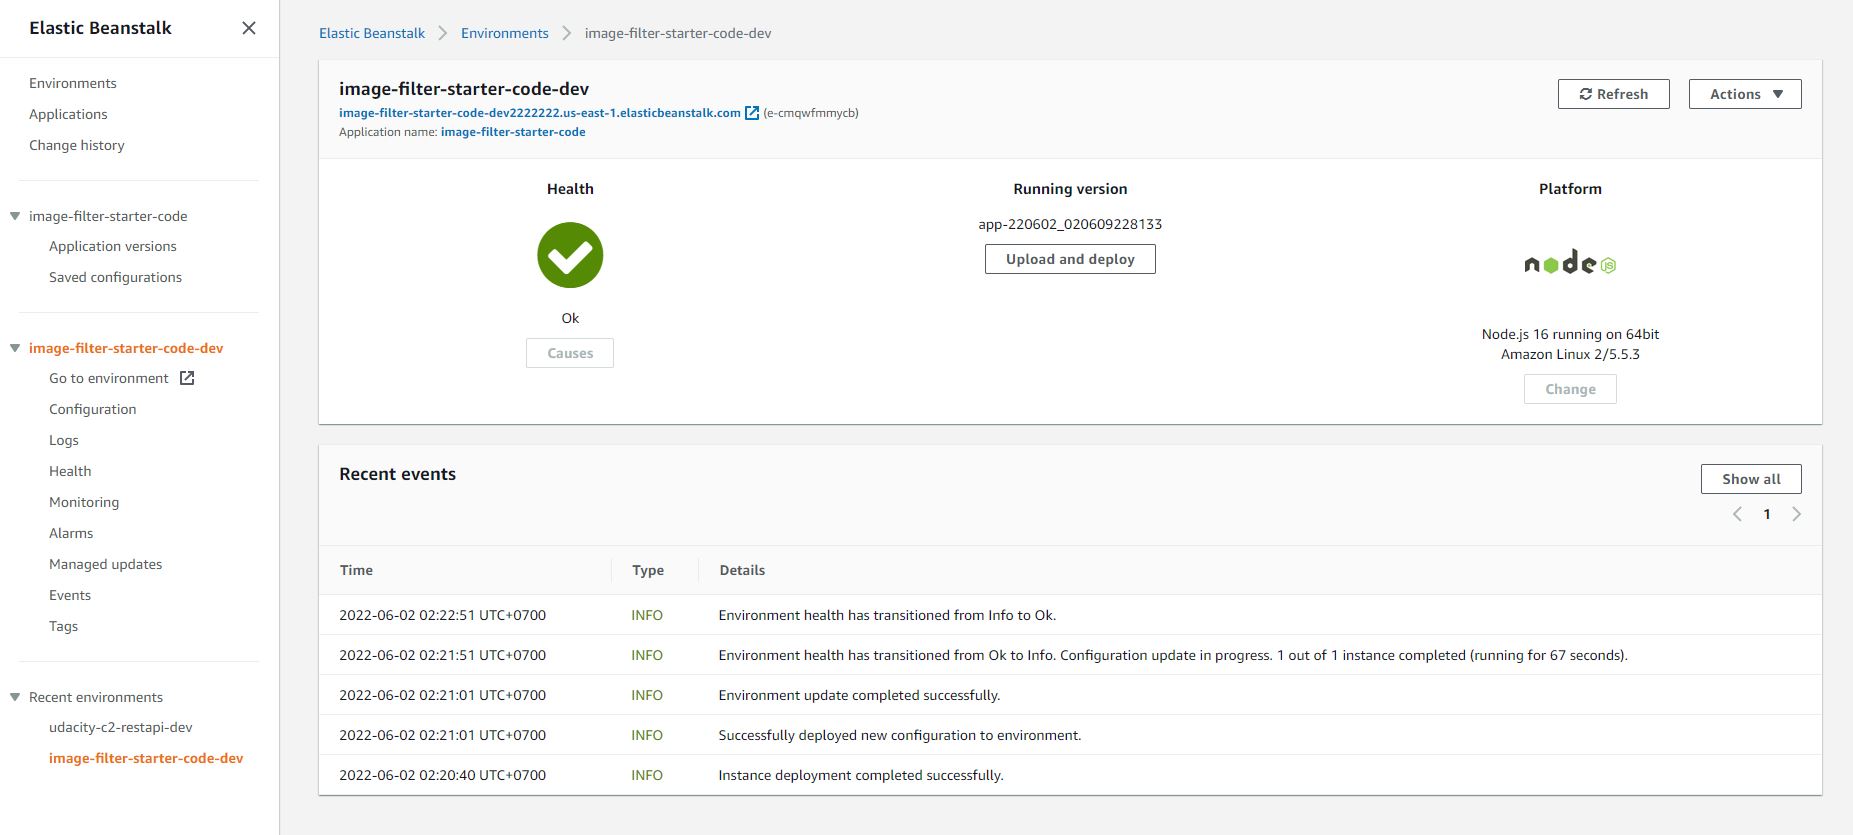 Elastic Beanstalk
Environments
Applications
Change history
image-filter-starter-code
Application versions
Saved configurations
image-filter-starter-code-dev
Go to environment
Configuration
Logs
Health
Monitoring
Alarms
Managed updates
Events
Tags
Recent environments
udacity-c2-restapi-dev
image-filter-starter-code-dev
Elastic Beanstalk Environments image-filter-starter-code-dev
image-filter-starter-code-dev
Refresh Actions
image-filter-starter-code-dev2222222.us-east-1.elasticbeanstalk.com (e-cmqwfmmycb)
Application name: image-filter-starter-code
Health
Ok
Causes
Running version
app-220602_020609228133
Upload and deploy
Platform
node JS
Node.js 16 running on 64bit
Amazon Linux 2/5.5.3
Change
Recent events
Show all
1
Time Type Details
2022-06-02 02:22:51 UTC+0700 INFO Environment health has transitioned from Info to Ok.
2022-06-02 02:21:51 UTC+0700 INFO Environment health has transitioned from Ok to Info. Configuration update in progress. 1 out of 1 instance completed (running for 67 seconds).
2022-06-02 02:21:01 UTC+0700 INFO Environment update completed successfully.
2022-06-02 02:21:01 UTC+0700 INFO Successfully deployed new configuration to environment.
2022-06-02 02:20:40 UTC+0700 INFO Instance deployment completed successfully.